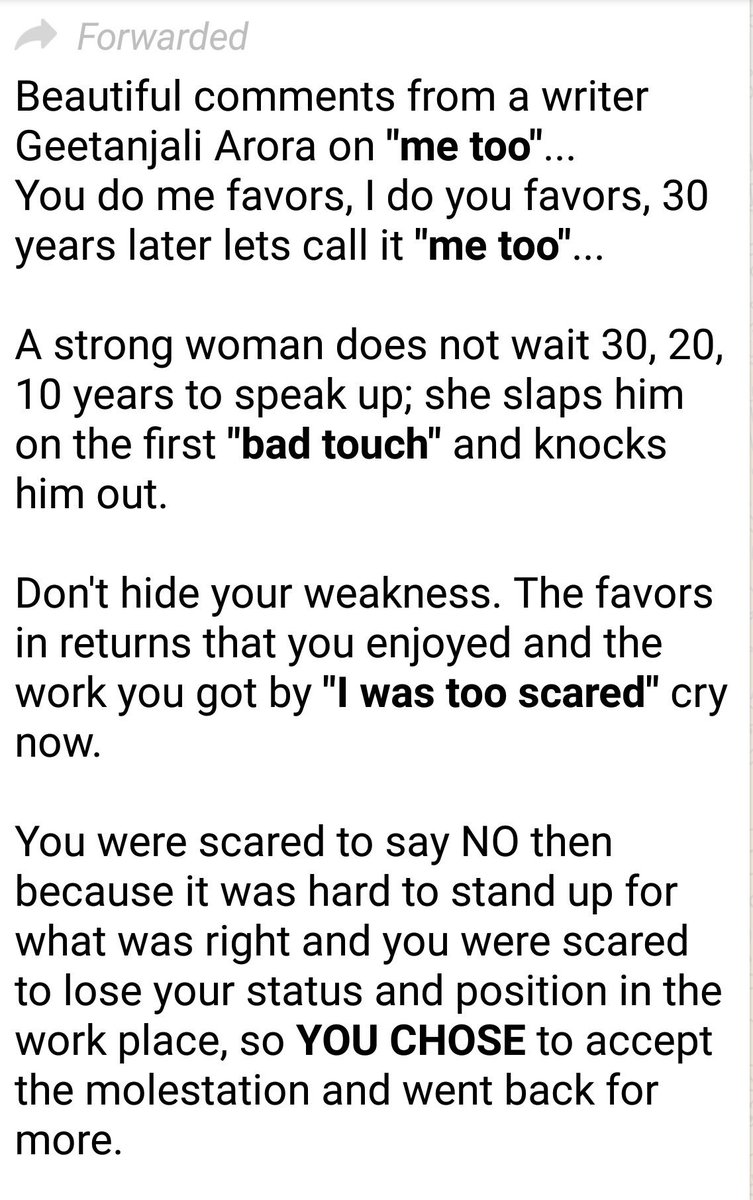 Forwarded
Beautiful comments from a writer
Geetanjali Arora on "me too"...
You do me favors, I do you favors, 30
years later lets call it "me too"...
A strong woman does not wait 30, 20,
10 years to speak up; she slaps him
on the first "bad touch" and knocks
him out.
Don't hide your weakness. The favors
in returns that you enjoyed and the
work you got by "I was too scared" cry
now.
You were scared to say NO then
because it was hard to stand up for
what was right and you were scared
to lose your status and position in the
work place, so YOU CHOSE to accept
the molestation and went back for
more.